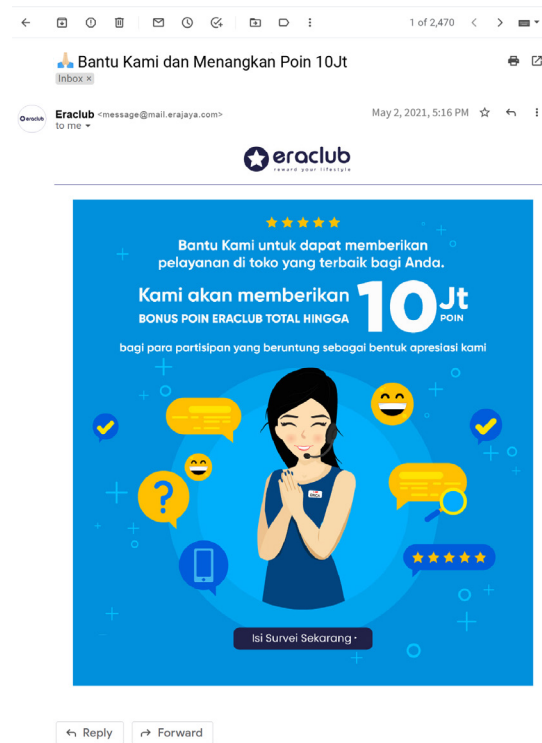 1 of 2,470
🙏🏻 Bantu Kami dan Menangkan Poin 10Jt
Inbox ×
eraclub
Eraclub <message@mail.erajaya.com>
May 2, 2021, 5:16 PM
to me
eraclub
reward your lifestyle
Bantu Kami untuk dapat memberikan
pelayanan di toko yang terbaik bagi Anda.
Kami akan memberikan
BONUS POIN ERACLUB TOTAL HINGGA
10 Jt
POIN
bagi para partisipan yang beruntung sebagai bentuk apresiasi kami
?
Isi Survei Sekarang
Reply
Forward